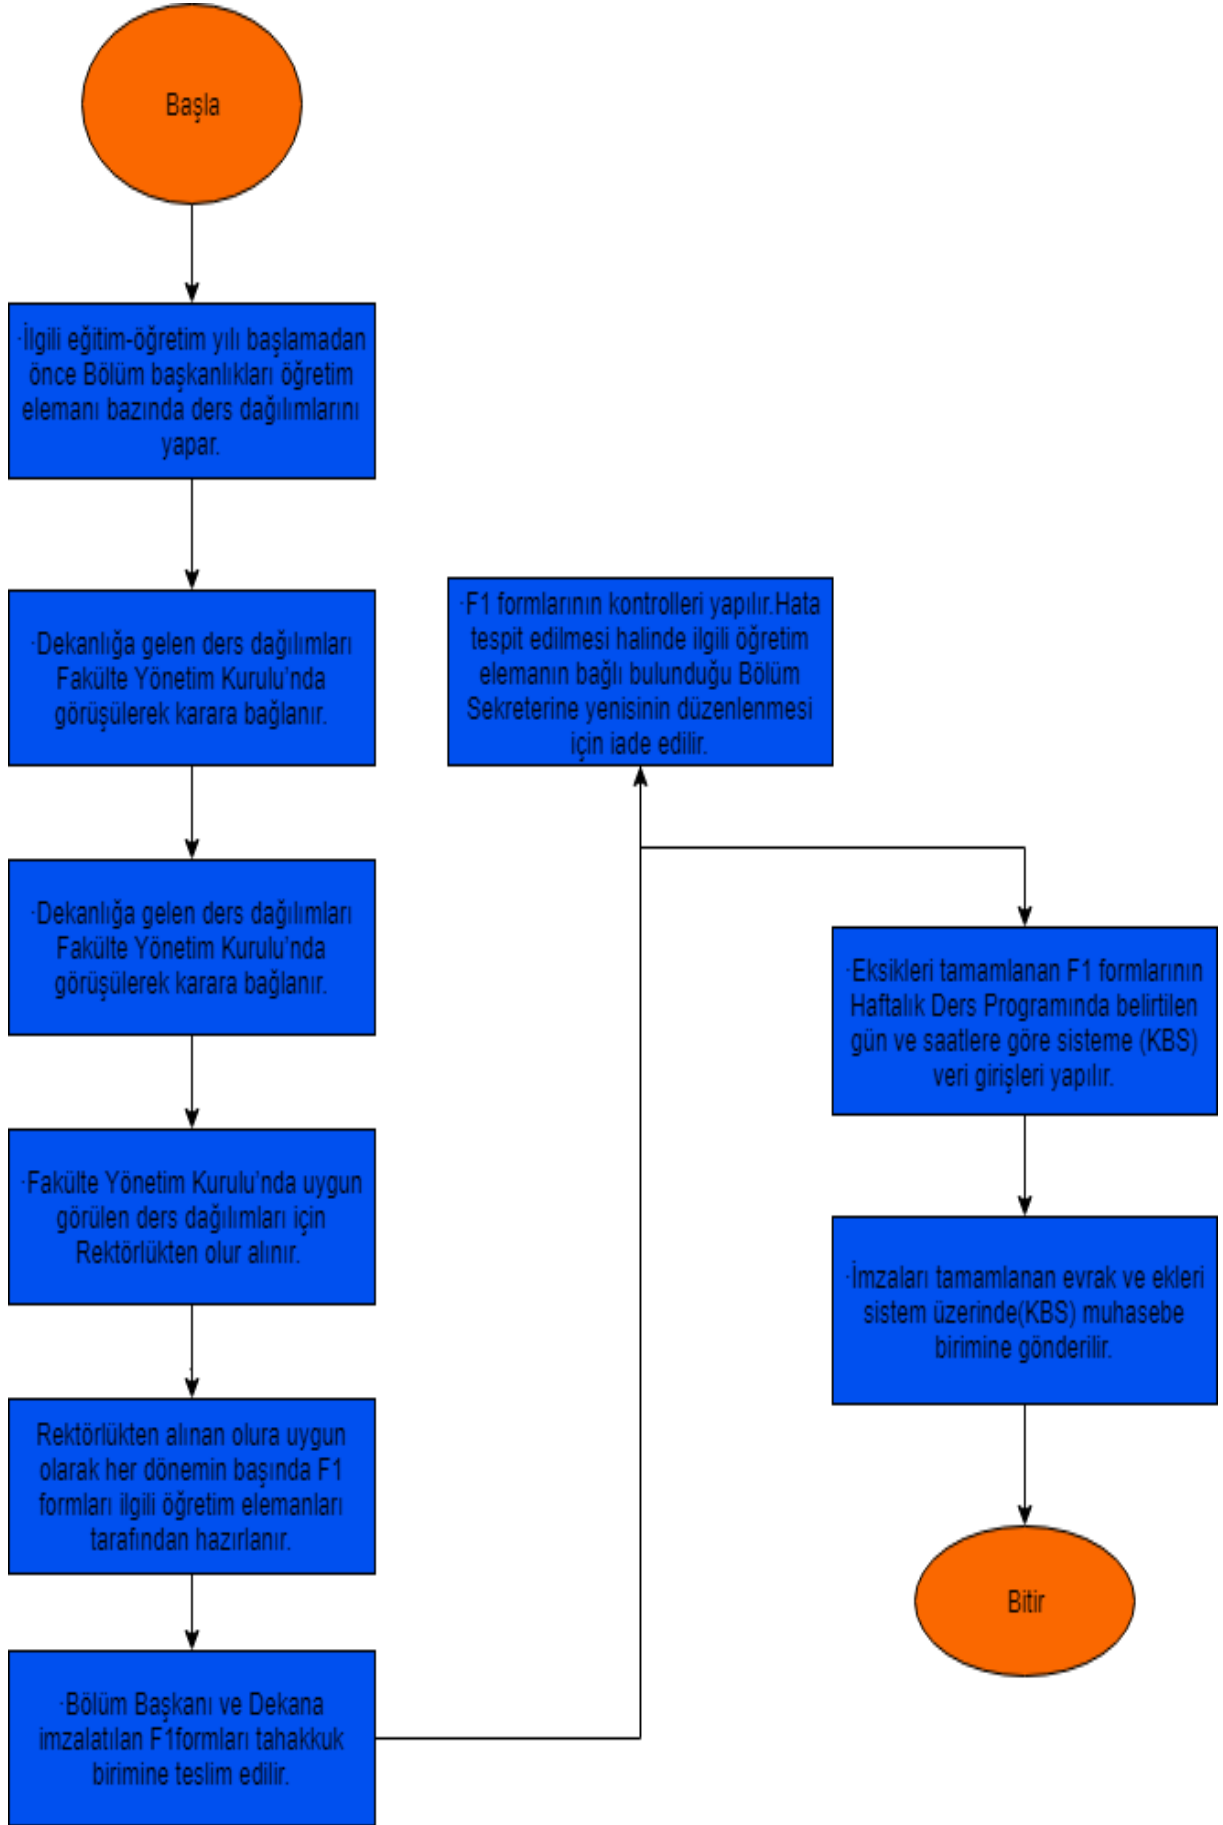 Başla
·İlgili eğitim-öğretim yılı başlamadan
önce Bölüm başkanlıkları öğretim
elemanı bazında ders dağılımlarını
yapar.
·Dekanlığa gelen ders dağılımları
Fakülte Yönetim Kurulu’nda
görüşülerek karara bağlanır.
·Dekanlığa gelen ders dağılımları
Fakülte Yönetim Kurulu’nda
görüşülerek karara bağlanır.
·Fakülte Yönetim Kurulu’nda uygun
görülen ders dağılımları için
Rektörlükten olur alınır.
·
Rektörlükten alınan olura uygun
olarak her dönemin başında F1
formları ilgili öğretim elemanları
tarafından hazırlanır.
·Bölüm Başkanı ve Dekana
imzalatılan F1formları tahakkuk
birimine teslim edilir.
·F1 formlarının kontrolleri yapılır.Hata
tespit edilmesi halinde ilgili öğretim
elemanın bağlı bulunduğu Bölüm
Sekreterine yenisinin düzenlenmesi
için iade edilir.
·Eksikleri tamamlanan F1 formlarının
Haftalık Ders Programında belirtilen
gün ve saatlere göre sisteme (KBS)
veri girişleri yapılır.
·İmzaları tamamlanan evrak ve ekleri
sistem üzerinde(KBS) muhasebe
birimine gönderilir.
Bitir